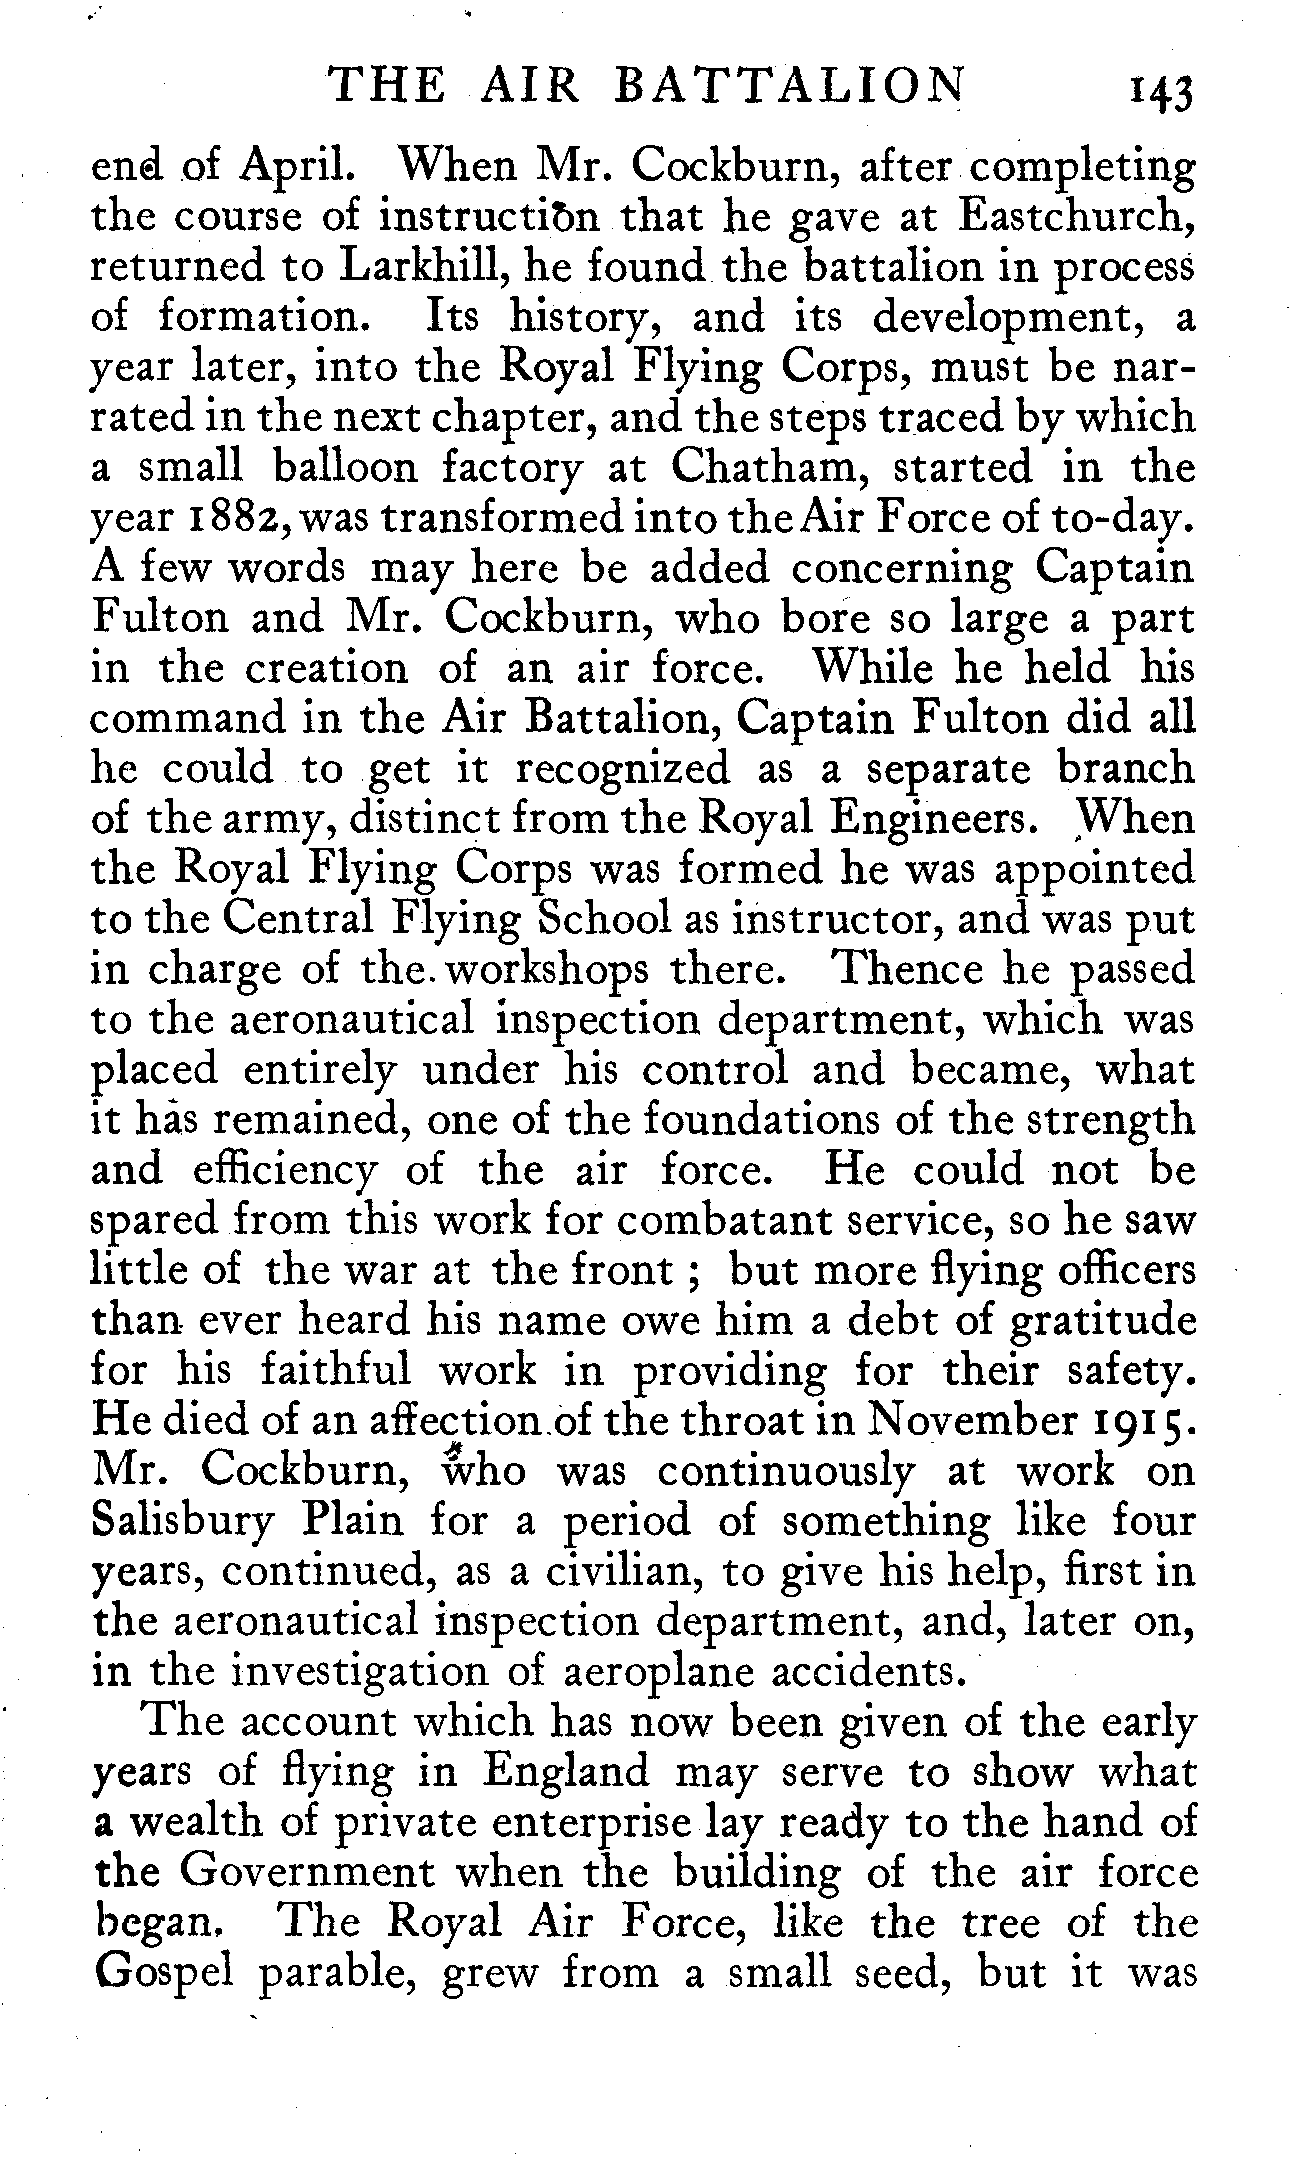 THE AIR BATTALION 143
end of April. When Mr. Cockburn, after completing
the course of instruction that he gave at Eastchurch,
returned to Larkhill, he found the battalion in process
of formation. Its history, and its development, a
year later, into the Royal Flying Corps, must be nar-
rated in the next chapter, and the steps traced by which
a small balloon factory at Chatham, started in the
year 1882, was transformed into the Air Force of to-day.
A few words may here be added concerning Captain
Fulton and Mr. Cockburn, who bore so large a part
in the creation of an air force. While he held his
command in the Air Battalion, Captain Fulton did all
he could to get it recognized as a separate branch
of the army, distinct from the Royal Engineers. When
the Royal Flying Corps was formed he was appointed
to the Central Flying School as instructor, and was put
in charge of the workshops there. Thence he passed
to the aeronautical inspection department, which was
placed entirely under his control and became, what
it has remained, one of the foundations of the strength
and efficiency of the air force. He could not be
spared from this work for combatant service, so he saw
little of the war at the front ; but more flying officers
than ever heard his name owe him a debt of gratitude
for his faithful work in providing for their safety.
He died of an affection of the throat in November 1915.
Mr. Cockburn, who was continuously at work on
Salisbury Plain for a period of something like four
years, continued, as a civilian, to give his help, first in
the aeronautical inspection department, and, later on,
in the investigation of aeroplane accidents.
The account which has now been given of the early
years of flying in England may serve to show what
a wealth of private enterprise lay ready to the hand of
the Government when the building of the air force
began. The Royal Air Force, like the tree of the
Gospel parable, grew from a small seed, but it was